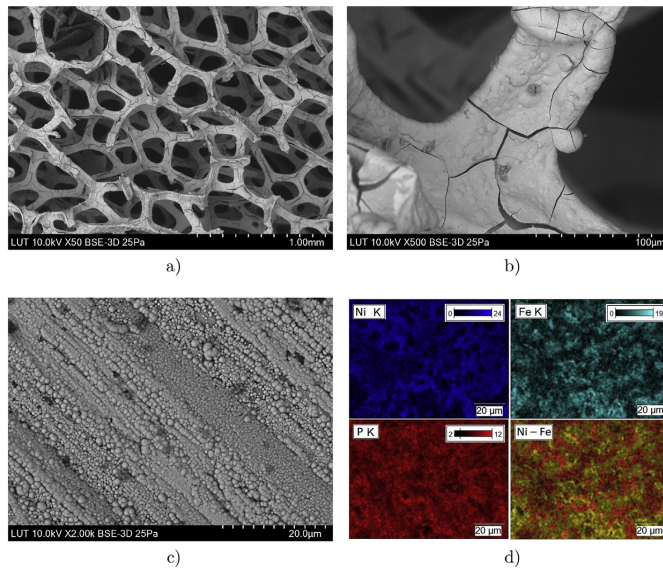 LUT 10.0kV X50 BSE-3D 25Pa 1.00mm
a)
LUT 10.0kV X500 BSE-3D 25Pa 100µm
b)
LUT 10.0kV X2.00k BSE-3D 25Pa 20.0µm
c)
Ni K 0 24
20 µm
Fe K 0 19
20 µm
P K 2 12
20 µm
Ni – Fe
20 µm
d)